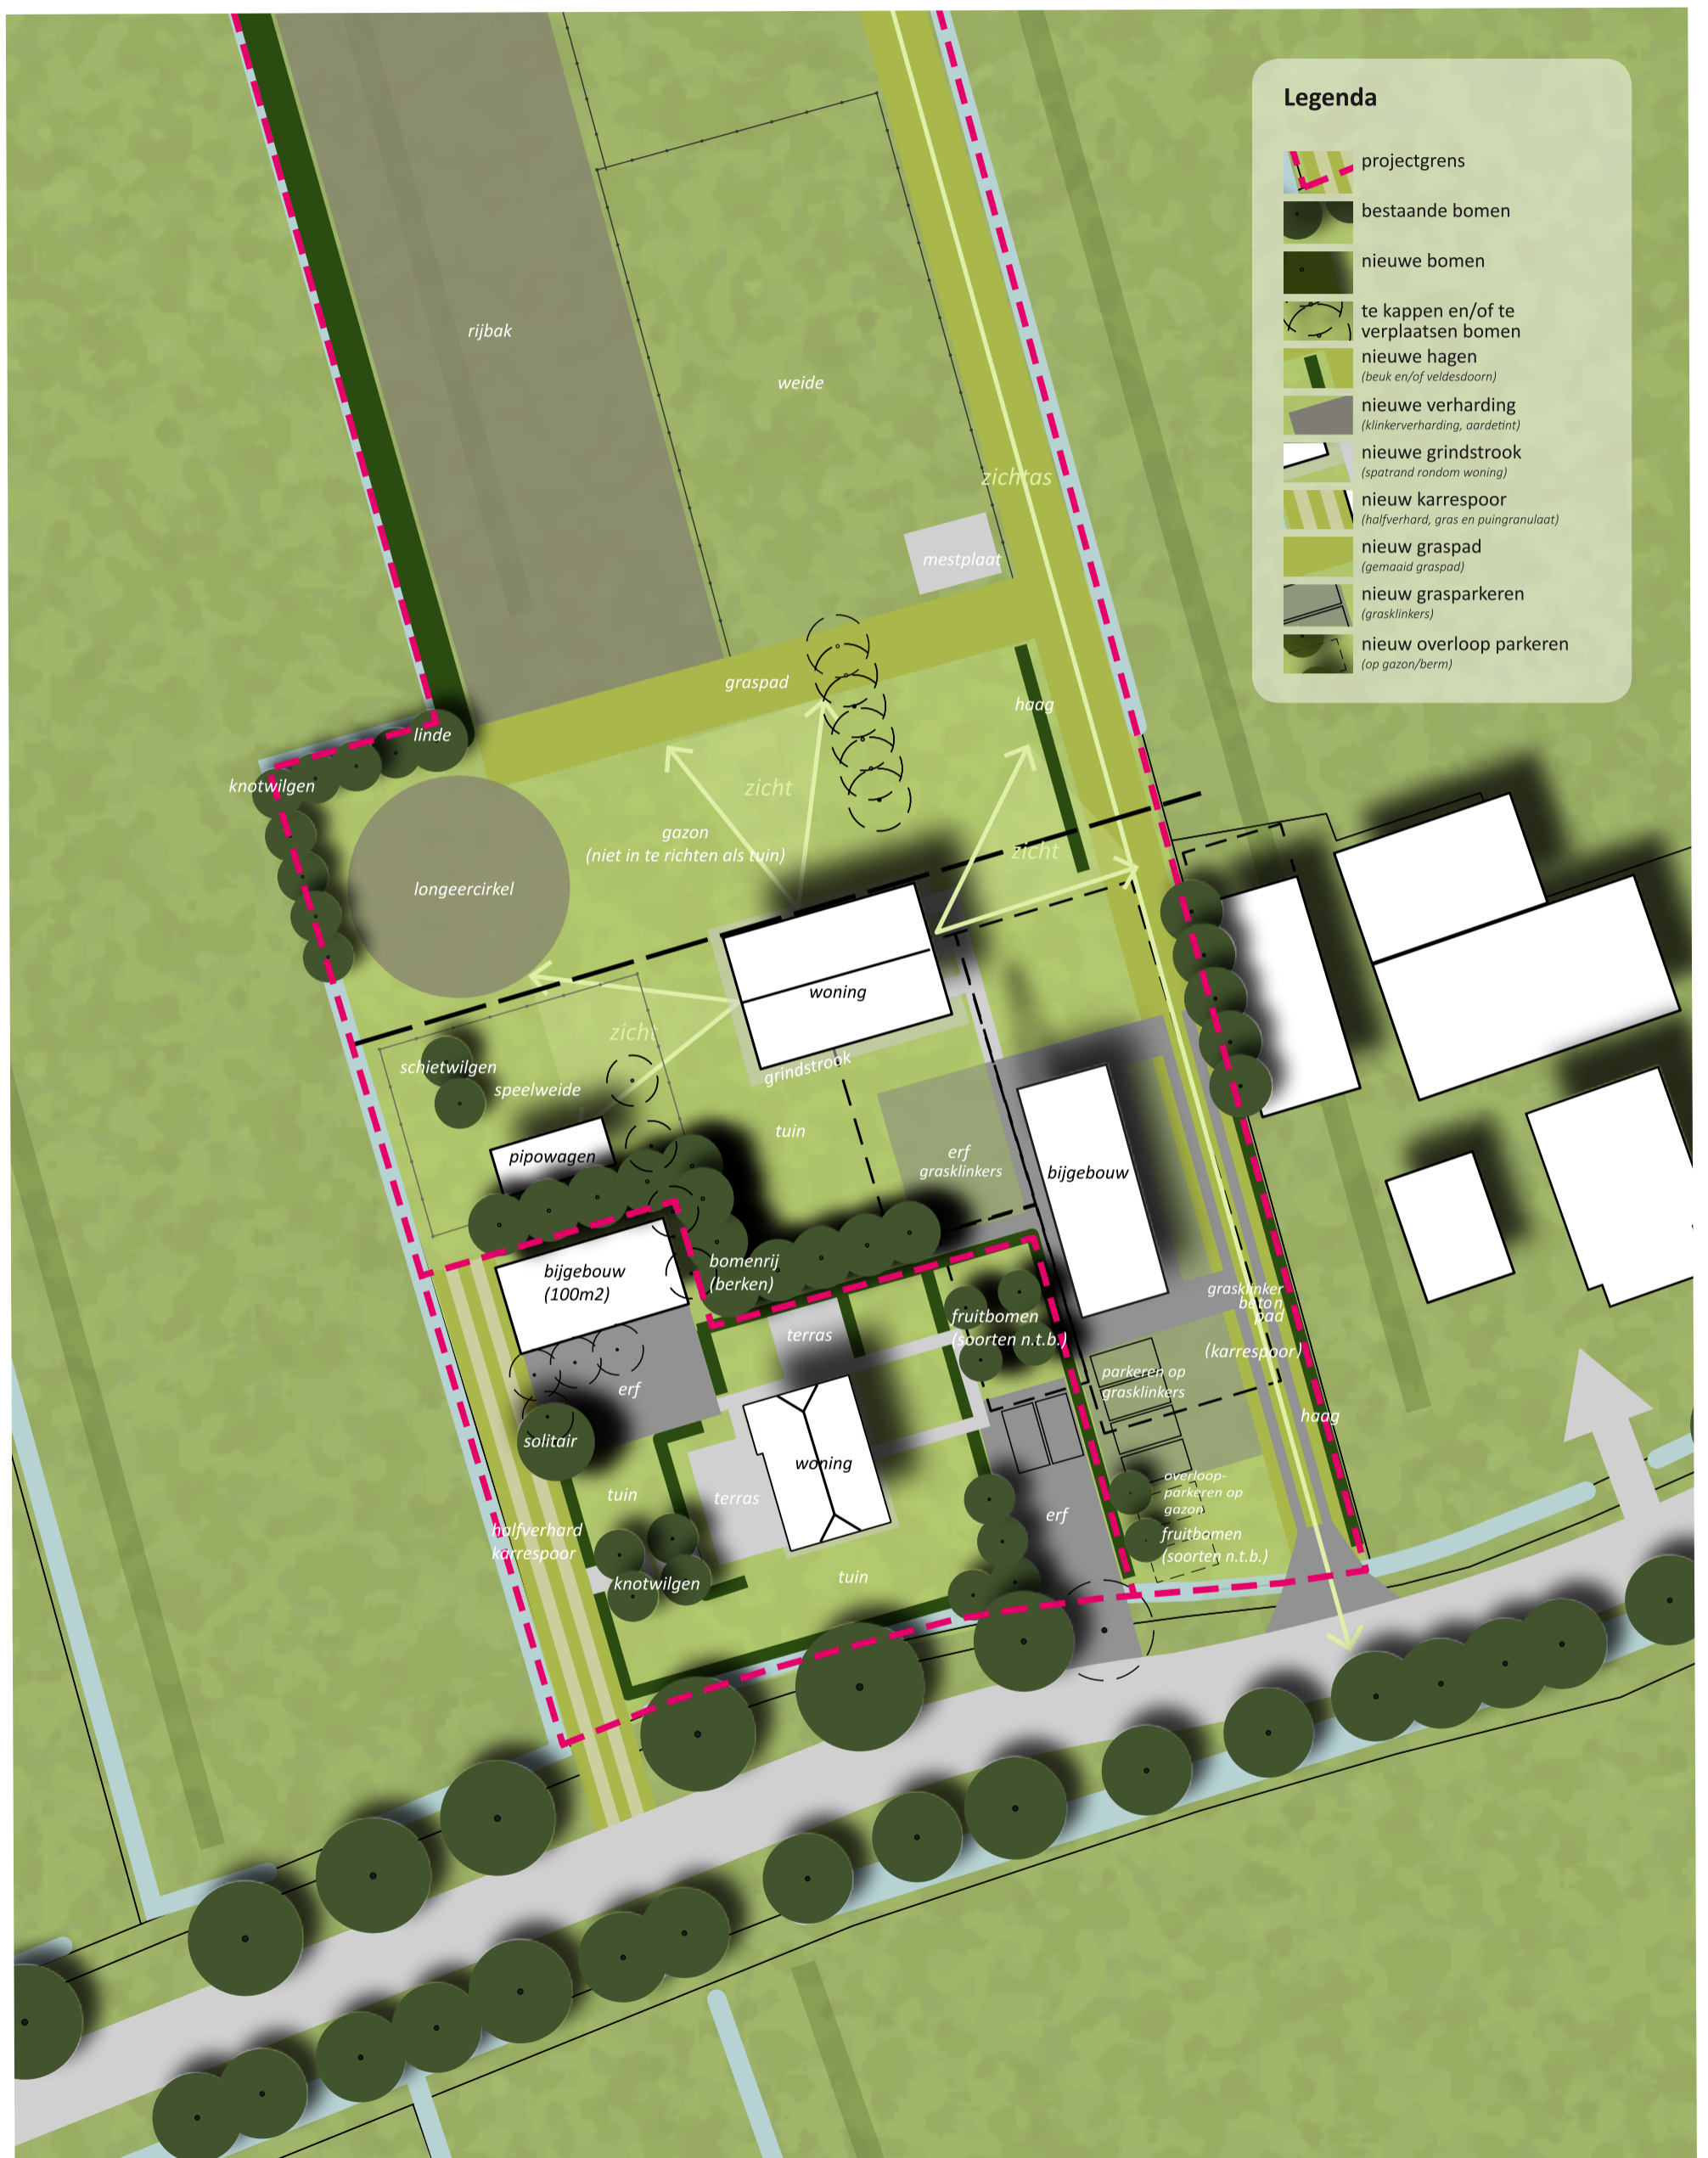 Legenda
projectgrens
bestaande bomen
nieuwe bomen
te kappen en/of te
verplaatsen bomen
nieuwe hagen
(beuk en/of veldesdoorn)
nieuwe verharding
(klinkerverharding, aardetint)
nieuwe grindstrook
(spatrand rondom woning)
nieuw karrespoor
(halfverhard, gras en puingranulaat)
nieuw graspad
(gemaaid graspad)
nieuw grasparkeren
(grasklinkers)
nieuw overloop parkeren
(op gazon/berm)
rijbak
weide
zichtas
mestplaat
graspad
haag
linde
knotwilgen
zicht
gazon
(niet in te richten als tuin)
zicht
longeercirkel
woning
zicht
grindstrook
schietwilgen
speelweide
tuin
pipowagen
erf
grasklinkers
bijgebouw
bomenrij
(berken)
bijgebouw
(100m2)
grasklinker
beton
pad
(karrespoor)
fruitbomen
(soorten n.t.b.)
terras
parkeren op
grasklinkers
erf
haag
solitair
woning
overloop-
parkeren op
gazon
tuin
terras
erf
halfverhard
karrespoor
fruitbomen
(soorten n.t.b.)
knotwilgen
tuin